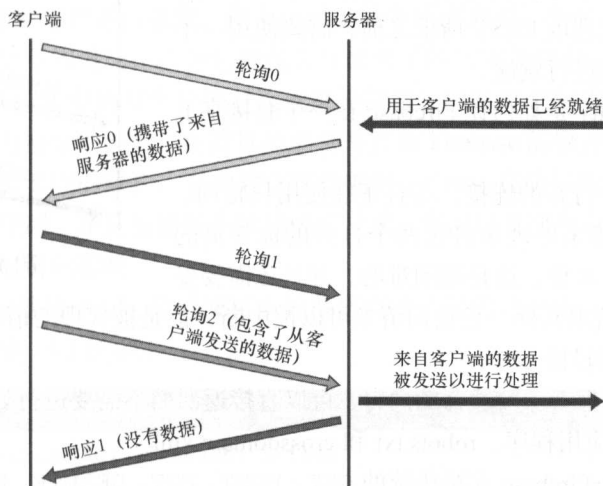 客户端
服务器
轮询0
用于客户端的数据已经就绪
响应0（携带了来自
服务器的数据）
轮询1
轮询2（包含了从客
户端发送的数据）
来自客户端的数据
被发送以进行处理
响应1（没有数据）